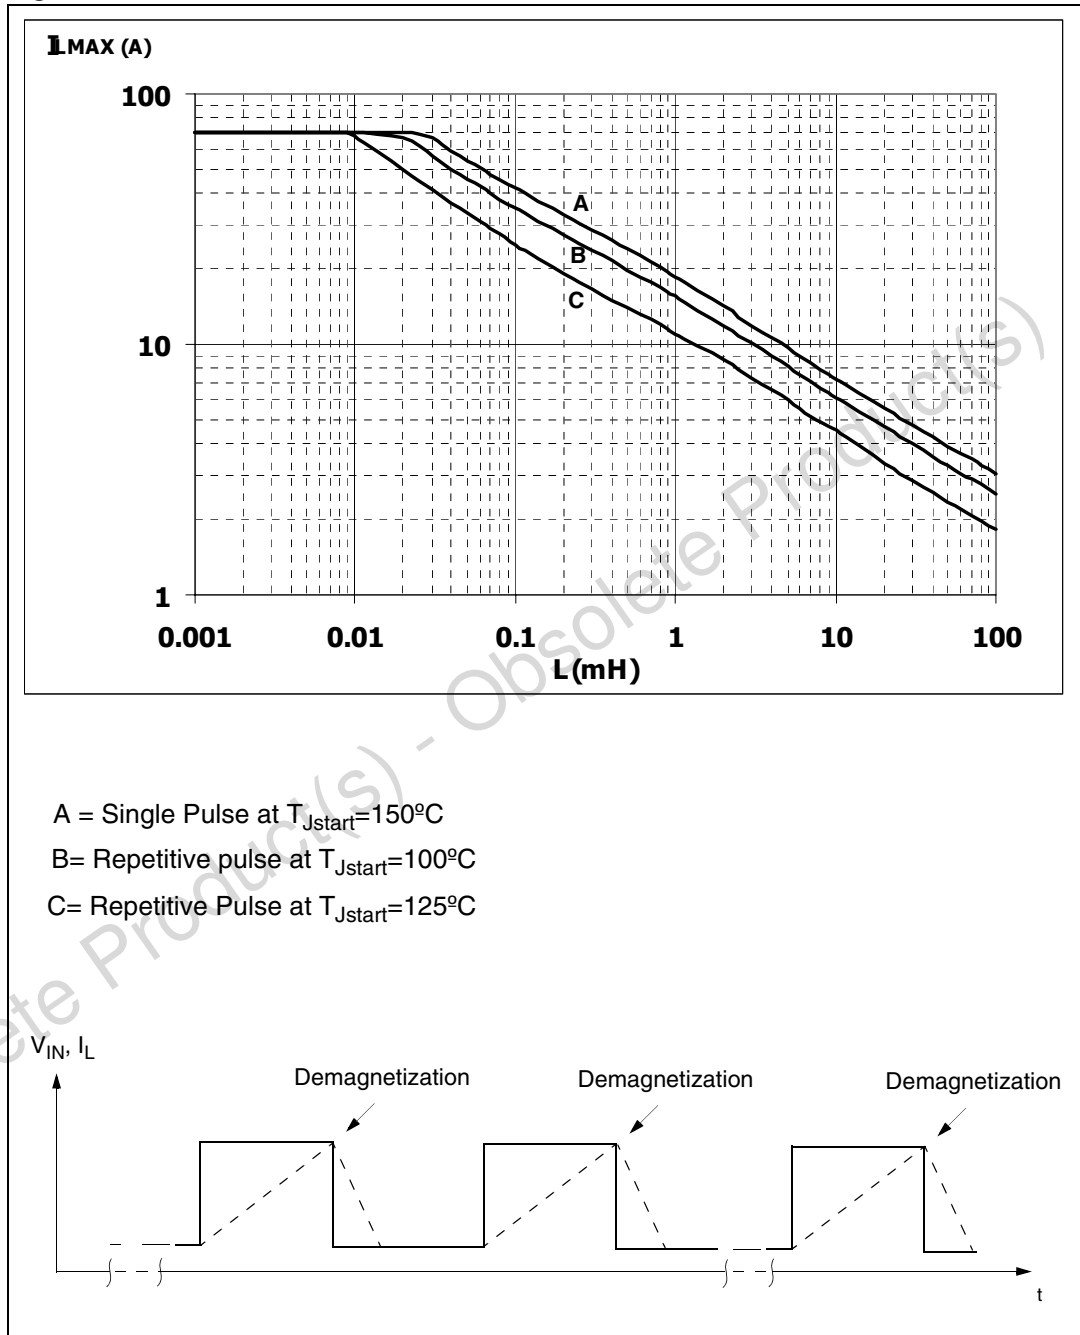 ILMAX (A)
100
A
B
C
10
1
0.001 0.01 0.1 1 10 100
L(mH)
A = Single Pulse at TJstart=150ºC
B= Repetitive pulse at TJstart=100ºC
C= Repetitive Pulse at TJstart=125ºC
VIN, IL
Demagnetization Demagnetization Demagnetization
t
ete Product(s) - Obsolete Product(s)